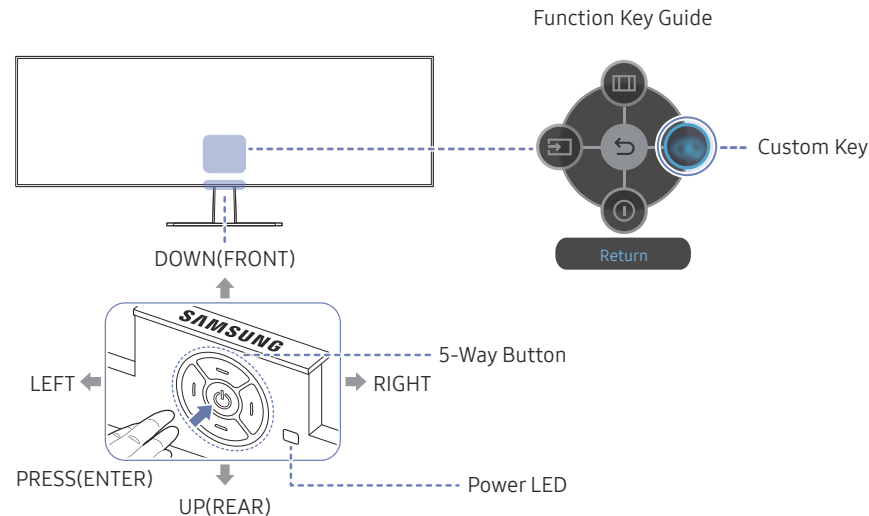 Function Key Guide
Custom Key
Return
DOWN(FRONT)
SAMSUNG
5-Way Button
LEFT
RIGHT
PRESS(ENTER)
Power LED
UP(REAR)